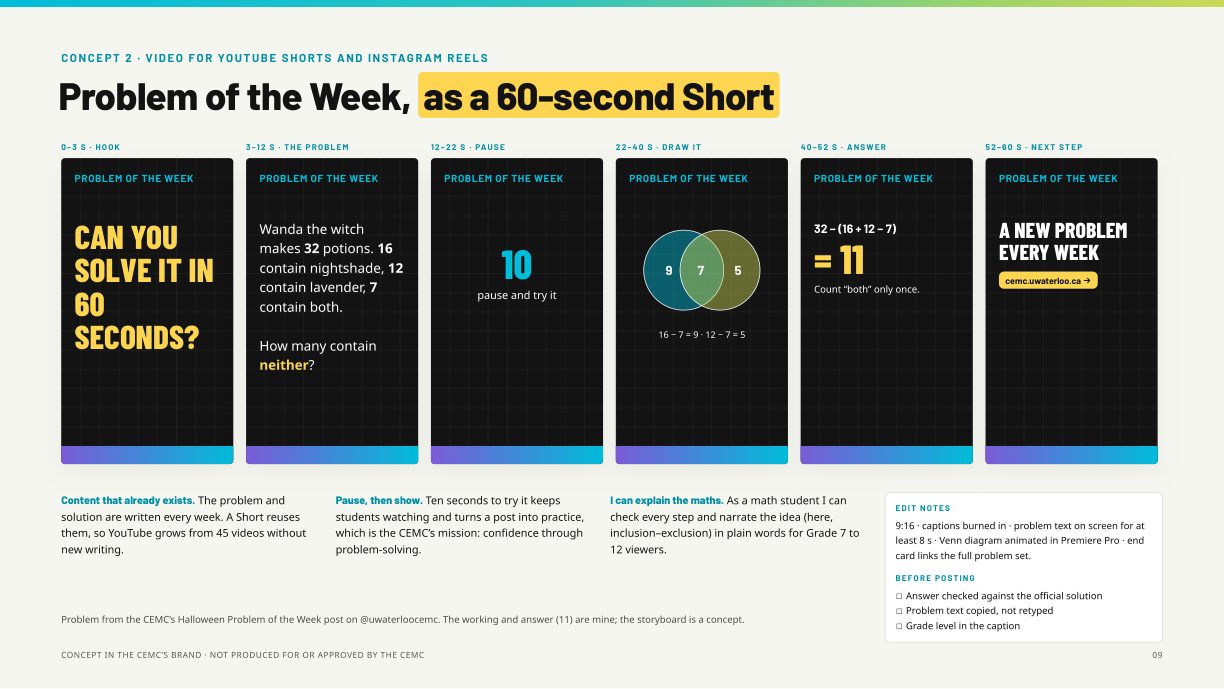 CONCEPT 2 · VIDEO FOR YOUTUBE SHORTS AND INSTAGRAM REELS
Problem of the Week, as a 60-second Short
0–3 S · HOOK
PROBLEM OF THE WEEK
CAN YOU
SOLVE IT IN
60
SECONDS?
3–12 S · THE PROBLEM
PROBLEM OF THE WEEK
Wanda the witch
makes 32 potions. 16
contain nightshade, 12
contain lavender, 7
contain both.
How many contain
neither?
12–22 S · PAUSE
PROBLEM OF THE WEEK
10
pause and try it
22–40 S · DRAW IT
PROBLEM OF THE WEEK
9 7 5
16 − 7 = 9 · 12 − 7 = 5
40–52 S · ANSWER
PROBLEM OF THE WEEK
32 − (16 + 12 − 7)
= 11
Count “both” only once.
52–60 S · NEXT STEP
PROBLEM OF THE WEEK
A NEW PROBLEM
EVERY WEEK
cemc.uwaterloo.ca →
Content that already exists. The problem and
solution are written every week. A Short reuses
them, so YouTube grows from 45 videos without
new writing.
Pause, then show. Ten seconds to try it keeps
students watching and turns a post into practice,
which is the CEMC’s mission: confidence through
problem-solving.
I can explain the maths. As a math student I can
check every step and narrate the idea (here,
inclusion–exclusion) in plain words for Grade 7 to
12 viewers.
EDIT NOTES
9:16 · captions burned in · problem text on screen for at
least 8 s · Venn diagram animated in Premiere Pro · end
card links the full problem set.
BEFORE POSTING
□ Answer checked against the official solution
□ Problem text copied, not retyped
□ Grade level in the caption
Problem from the CEMC’s Halloween Problem of the Week post on @uwaterloocemc. The working and answer (11) are mine; the storyboard is a concept.
CONCEPT IN THE CEMC’S BRAND · NOT PRODUCED FOR OR APPROVED BY THE CEMC
09